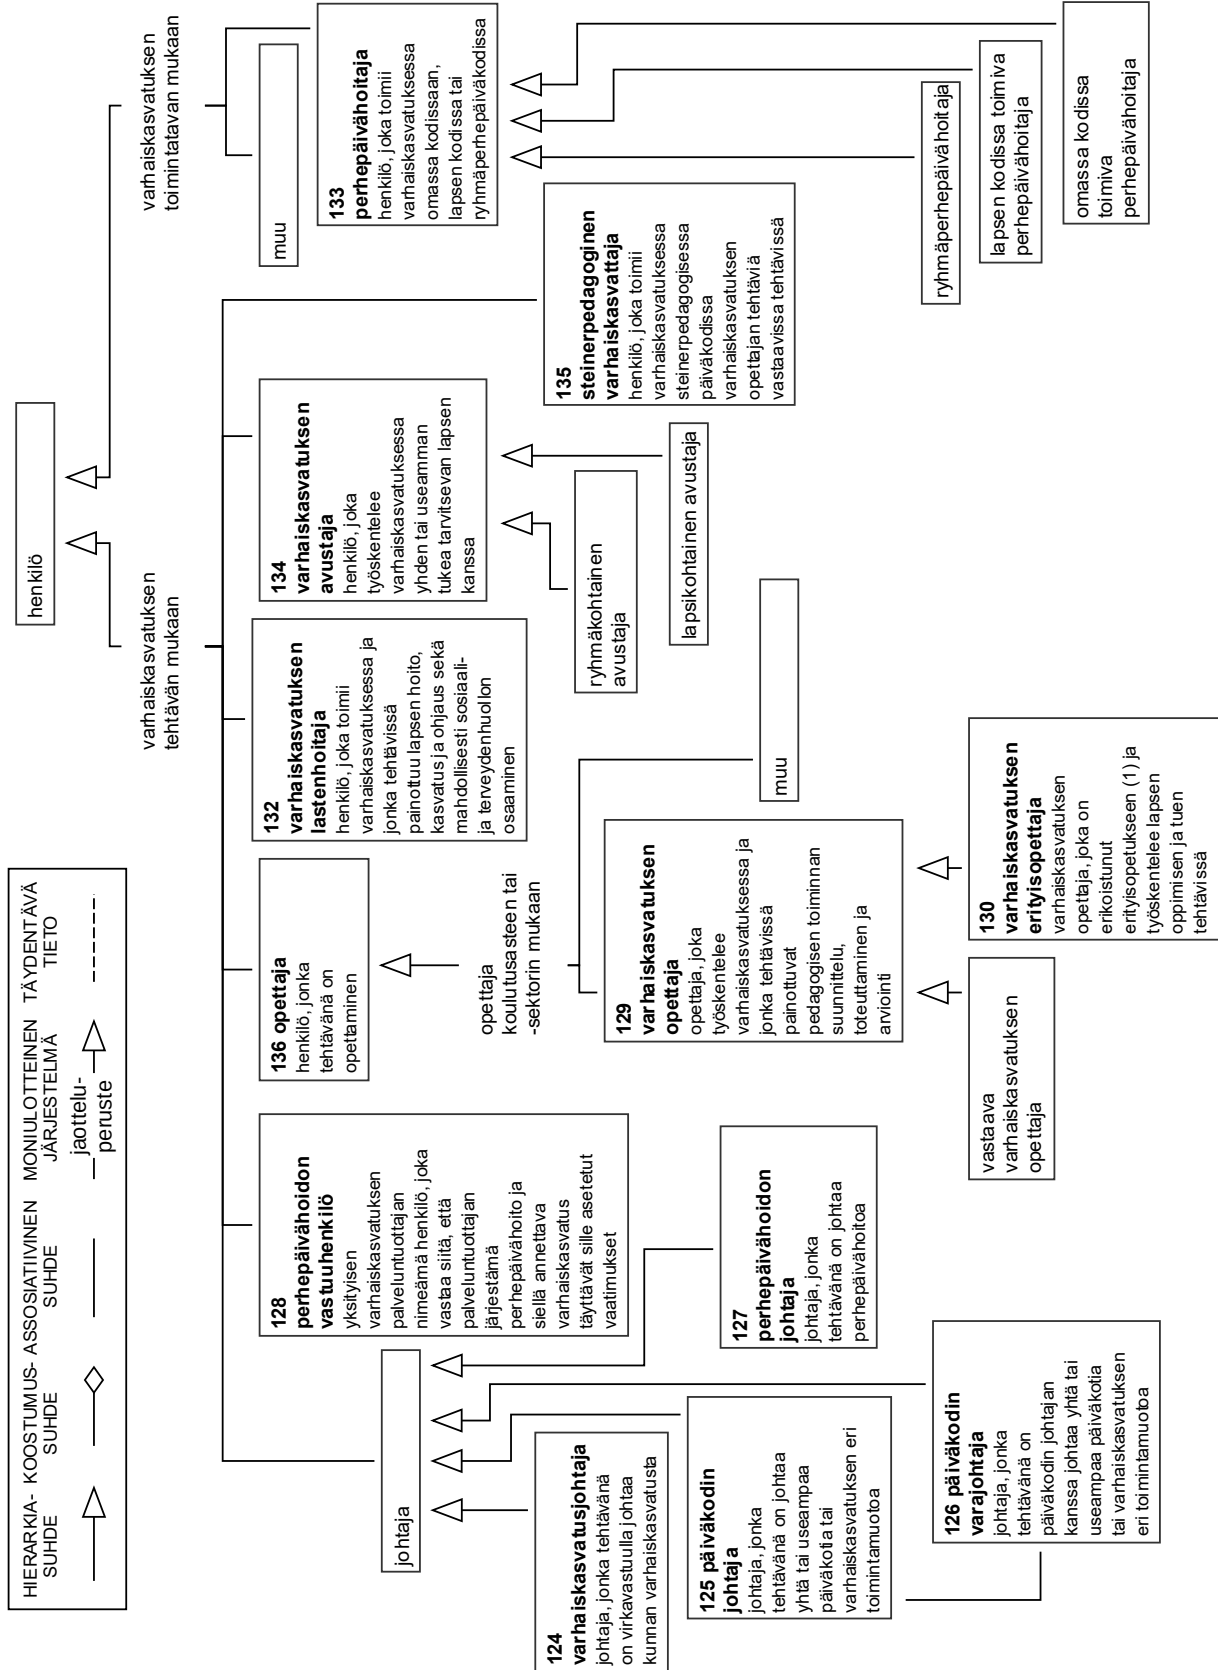 HIERARKIA-
SUHDE
KOOSTUMUS-
SUHDE
ASSOSIATIIVINEN
SUHDE
MONIULOTTEINEN
JÄRJESTELMÄ
TÄYDENTÄVÄ
TIETO
jaottelu-
peruste
henkilö
varhaiskasvatuksen
tehtävän mukaan
varhaiskasvatuksen
toimintatavan mukaan
johtaja
124
varhaiskasvatusjohtaja
johtaja, jonka tehtävänä
on virkavastuulla johtaa
kunnan varhaiskasvatusta
125 päiväkodin
johtaja
johtaja, jonka
tehtävänä on johtaa
yhtä tai useampaa
päiväkotia tai
varhaiskasvatuksen eri
toimintamuotoa
126 päiväkodin
varajohtaja
johtaja, jonka
tehtävänä on
päiväkodin johtajan
kanssa johtaa yhtä tai
useampaa päiväkotia
tai varhaiskasvatuksen
eri toimintamuotoa
127
perhepäivähoidon
johtaja
johtaja, jonka
tehtävänä on johtaa
perhepäivähoitoa
128
perhepäivähoidon
vastuuhenkilö
yksityisen
varhaiskasvatuksen
palveluntuottajan
nimeämä henkilö, joka
vastaa siitä, että
palveluntuottajan
järjestämä
perhepäivähoito ja
siellä annettava
varhaiskasvatus
täyttävät sille asetetut
vaatimukset
136 opettaja
henkilö, jonka
tehtävänä on
opettaminen
opettaja
koulutusasteen tai
-sektorin mukaan
129
varhaiskasvatuksen
opettaja
opettaja, joka
työskentelee
varhaiskasvatuksessa ja
jonka tehtävissä
painottuvat
pedagogisen toiminnan
suunnittelu,
toteuttaminen ja
arviointi
muu
vastaava
varhaiskasvatuksen
opettaja
130
varhaiskasvatuksen
erityisopettaja
varhaiskasvatuksen
opettaja, joka on
erikoistunut
erityisopetukseen (1) ja
työskentelee lapsen
oppimisen ja tuen
tehtävissä
132
varhaiskasvatuksen
lastenhoitaja
henkilö, joka toimii
varhaiskasvatuksessa ja
jonka tehtävissä
painottuu lapsen hoito,
kasvatus ja ohjaus sekä
mahdollisesti sosiaali-
ja terveydenhuollon
osaaminen
134
varhaiskasvatuksen
avustaja
henkilö, joka
työskentelee
varhaiskasvatuksessa
yhden tai useamman
tukea tarvitsevan lapsen
kanssa
ryhmäkohtainen
avustaja
lapsikohtainen avustaja
135
steinerpedagoginen
varhaiskasvattaja
henkilö, joka toimii
varhaiskasvatuksessa
steinerpedagogisessa
päiväkodissa
varhaiskasvatuksen
opettajan tehtäviä
vastaavissa tehtävissä
muu
133
perhepäivähoitaja
henkilö, joka toimii
varhaiskasvatuksessa
omassa kodissaan,
lapsen kodissa tai
ryhmäperhepäiväkodissa
ryhmäperhepäivähoitaja
lapsen kodissa toimiva
perhepäivähoitaja
omassa kodissa
toimiva
perhepäivähoitaja